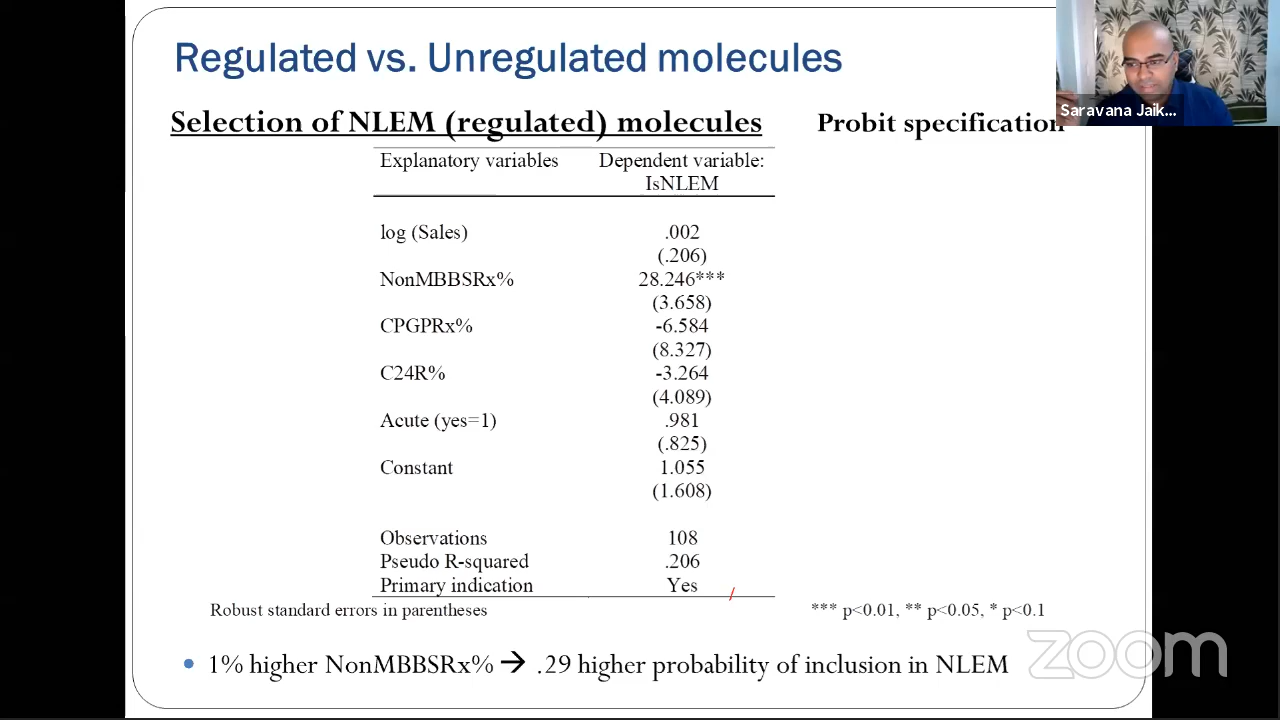 Regulated vs. Unregulated molecules
Saravana Jaik...
Selection of NLEM (regulated) molecules Probit specification
Explanatory variables Dependent variable:
IsNLEM
log (Sales) .002
(.206)
NonMBBSRx% 28.246***
(3.658)
CPGPRx% -6.584
(8.327)
C24R% -3.264
(4.089)
Acute (yes=1) .981
(.825)
Constant 1.055
(1.608)
Observations 108
Pseudo R-squared .206
Primary indication Yes
Robust standard errors in parentheses *** p<0.01, ** p<0.05, * p<0.1
• 1% higher NonMBBSRx% → .29 higher probability of inclusion in NLEM
zoom